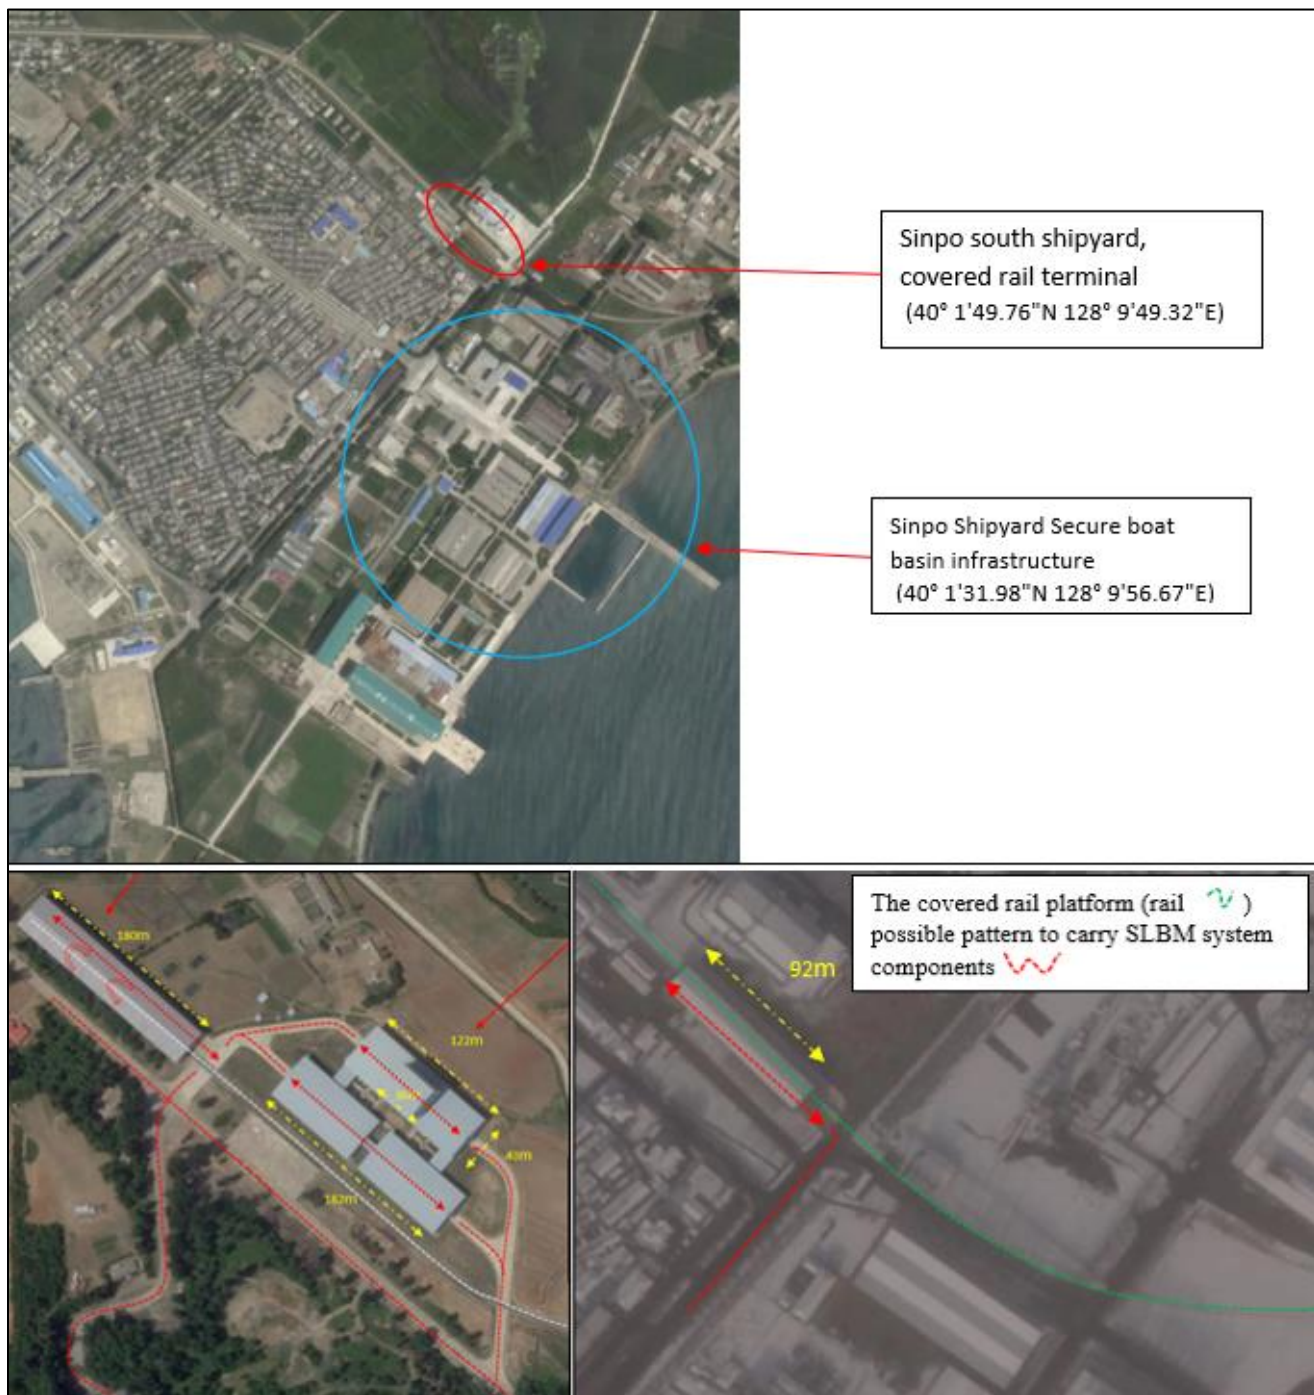 Sinpo south shipyard,
covered rail terminal
(40° 1'49.76"N 128° 9'49.32"E)
Sinpo Shipyard Secure boat
basin infrastructure
(40° 1'31.98"N 128° 9'56.67"E)
180m
122m
43m
182m
The covered rail platform (rail )
possible pattern to carry SLBM system
components
92m